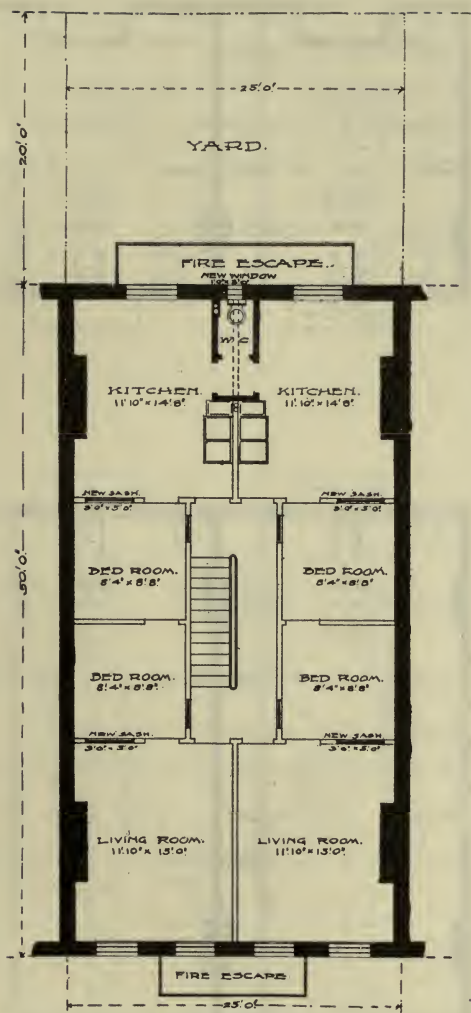 25'.0"
20'.0"
YARD.
FIRE ESCAPE.
NEW WINDOW
W C
KITCHEN.
11'.10" × 14'.8"
KITCHEN.
11'.10" × 14'.8"
NEW SASH.
3'.0" × 3'.0"
NEW SASH.
3'.0" × 3'.0"
BED ROOM.
8'.4" × 8'.8"
BED ROOM.
8'.4" × 8'.8"
50'.0"
BED ROOM.
8'.4" × 8'.8"
BED ROOM.
8'.4" × 8'.8"
NEW SASH.
3'.0" × 3'.0"
NEW SASH.
3'.0" × 3'.0"
LIVING ROOM.
11'.10" × 13'.0"
LIVING ROOM.
11'.10" × 13'.0"
FIRE ESCAPE
25'.0"